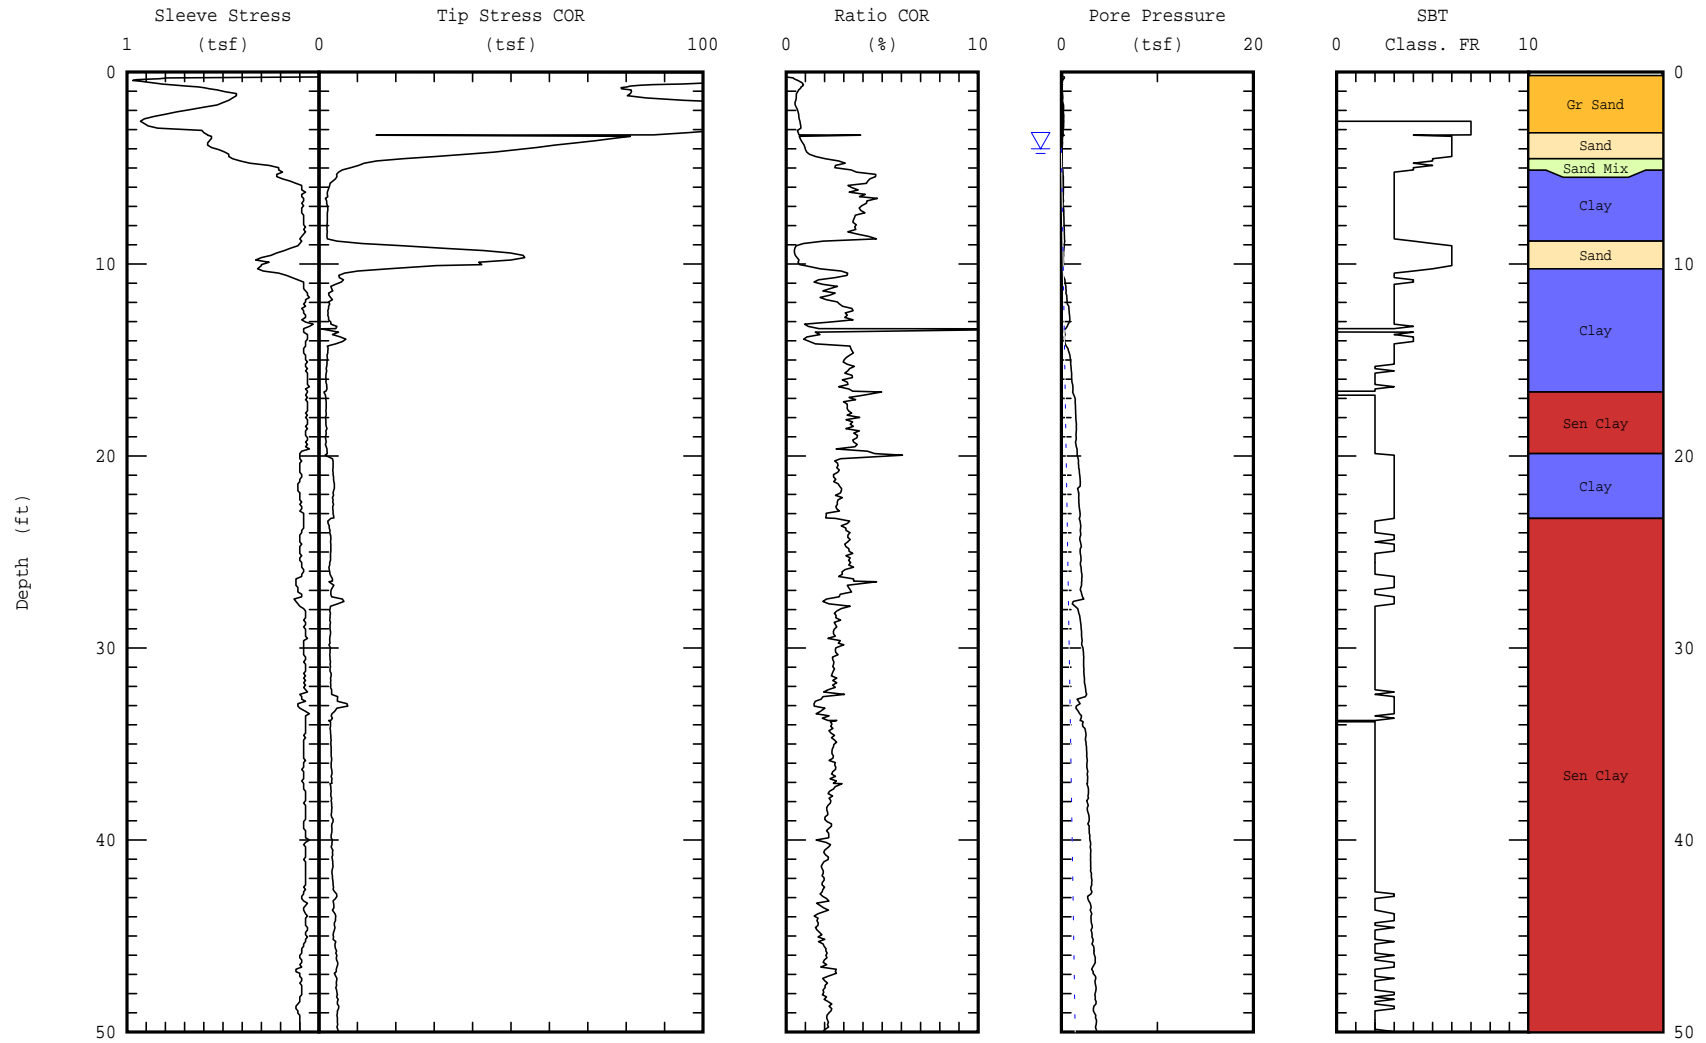 Sleeve Stress Tip Stress COR Ratio COR Pore Pressure SBT
1 (tsf) 0 (tsf) 100 0 (%) 10 0 (tsf) 20 0 Class. FR 10
0 0
Gr Sand
Sand
Sand Mix
Clay
Sand
10 10
Clay
Sen Clay
20 20
Clay
Depth (ft)
30 30
Sen Clay
40 40
50 50